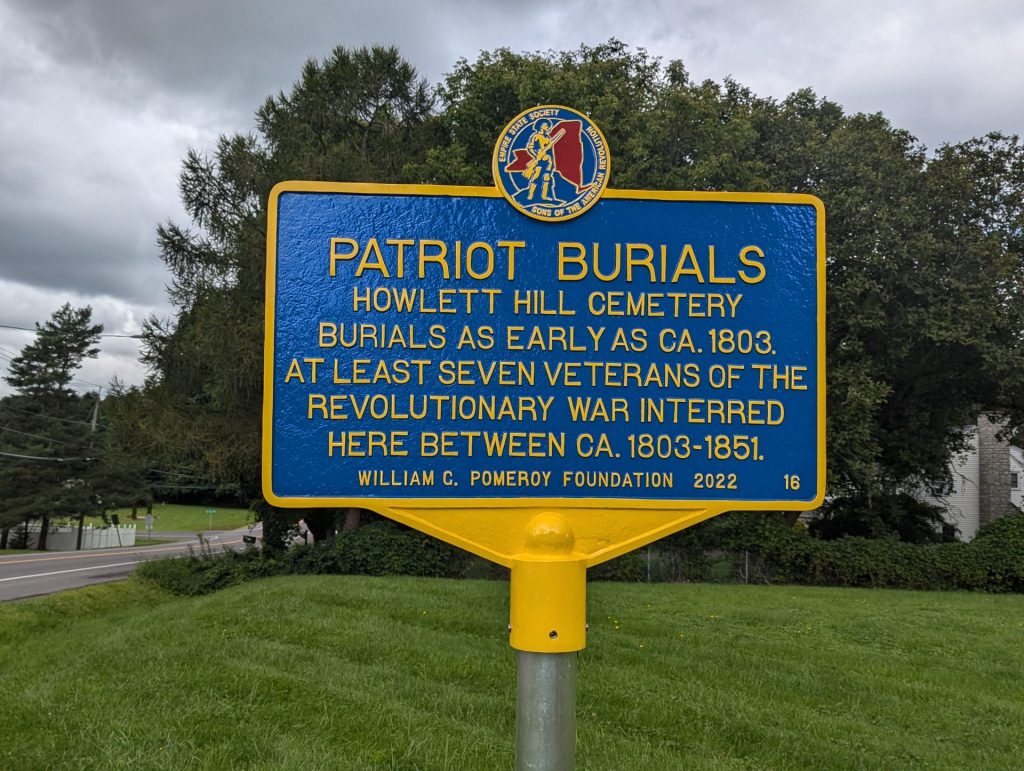 EMPIRE STATE SOCIETY
SONS OF THE AMERICAN REVOLUTION
PATRIOT BURIALS
HOWLETT HILL CEMETERY
BURIALS AS EARLY AS CA. 1803.
AT LEAST SEVEN VETERANS OF THE
REVOLUTIONARY WAR INTERRED
HERE BETWEEN CA. 1803-1851.
WILLIAM G. POMEROY FOUNDATION 2022 16